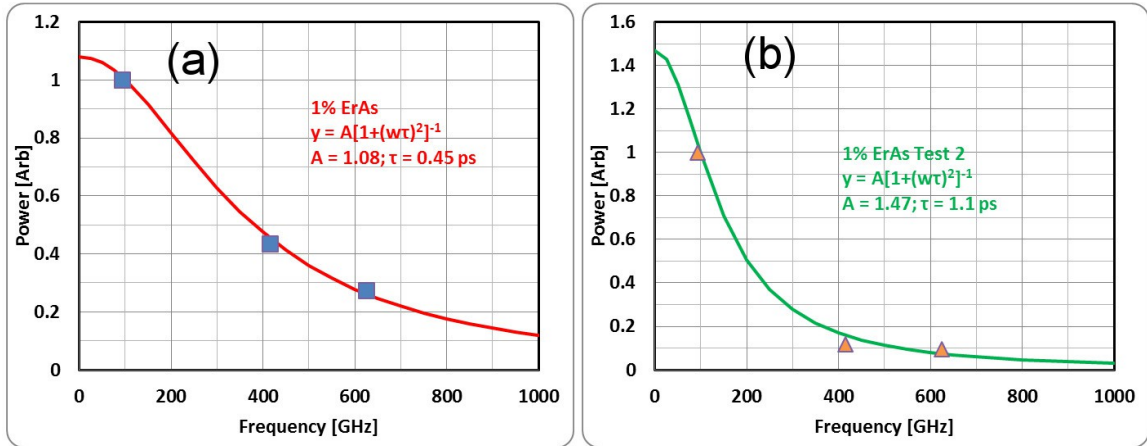 (a)
1.2
1
0.8
0.6
0.4
0.2
0
Power [Arb]
1% ErAs
y = A[1+(wτ)²]⁻¹
A = 1.08; τ = 0.45 ps
0 200 400 600 800 1000
Frequency [GHz]
(b)
1.6
1.4
1.2
1
0.8
0.6
0.4
0.2
0
Power [Arb]
1% ErAs Test 2
y = A[1+(wτ)²]⁻¹
A = 1.47; τ = 1.1 ps
0 200 400 600 800 1000
Frequency [GHz]